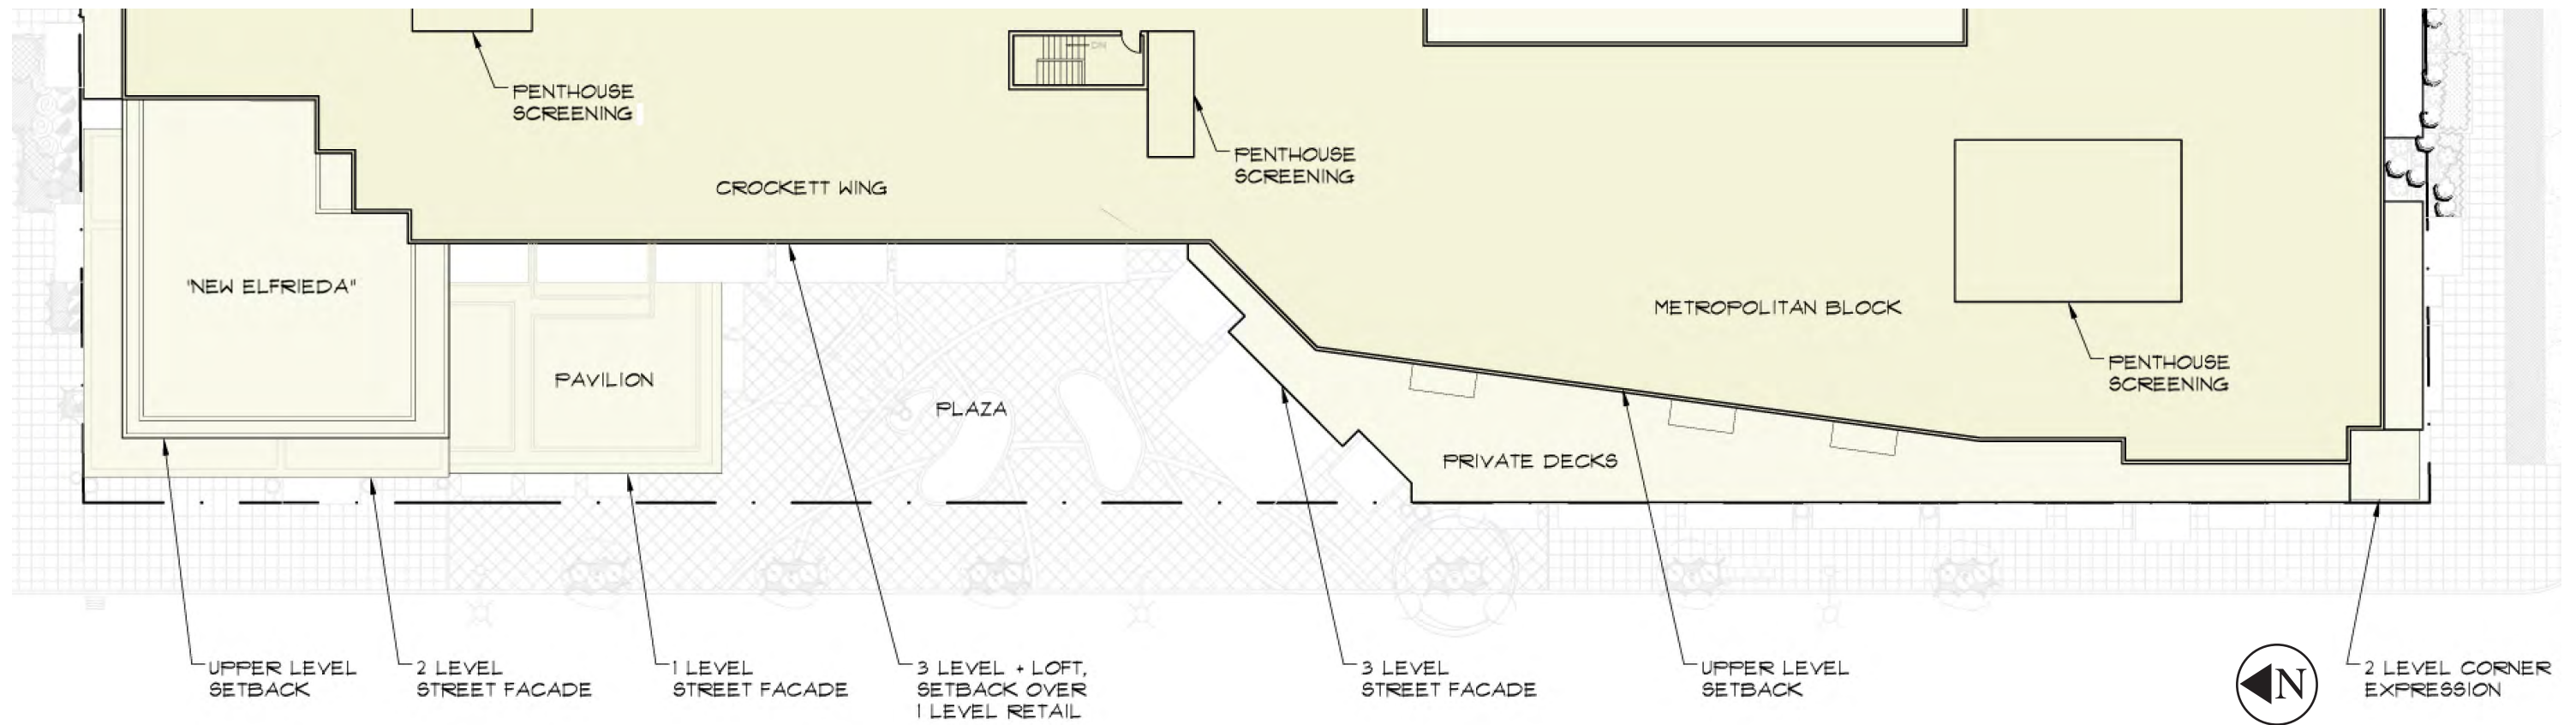 DN
PENTHOUSE
SCREENING
PENTHOUSE
SCREENING
CROCKETT WING
"NEW ELFRIEDA"
METROPOLITAN BLOCK
PENTHOUSE
SCREENING
PAVILION
PLAZA
PRIVATE DECKS
UPPER LEVEL
SETBACK
2 LEVEL
STREET FACADE
1 LEVEL
STREET FACADE
3 LEVEL + LOFT,
SETBACK OVER
1 LEVEL RETAIL
3 LEVEL
STREET FACADE
UPPER LEVEL
SETBACK
N
2 LEVEL CORNER
EXPRESSION